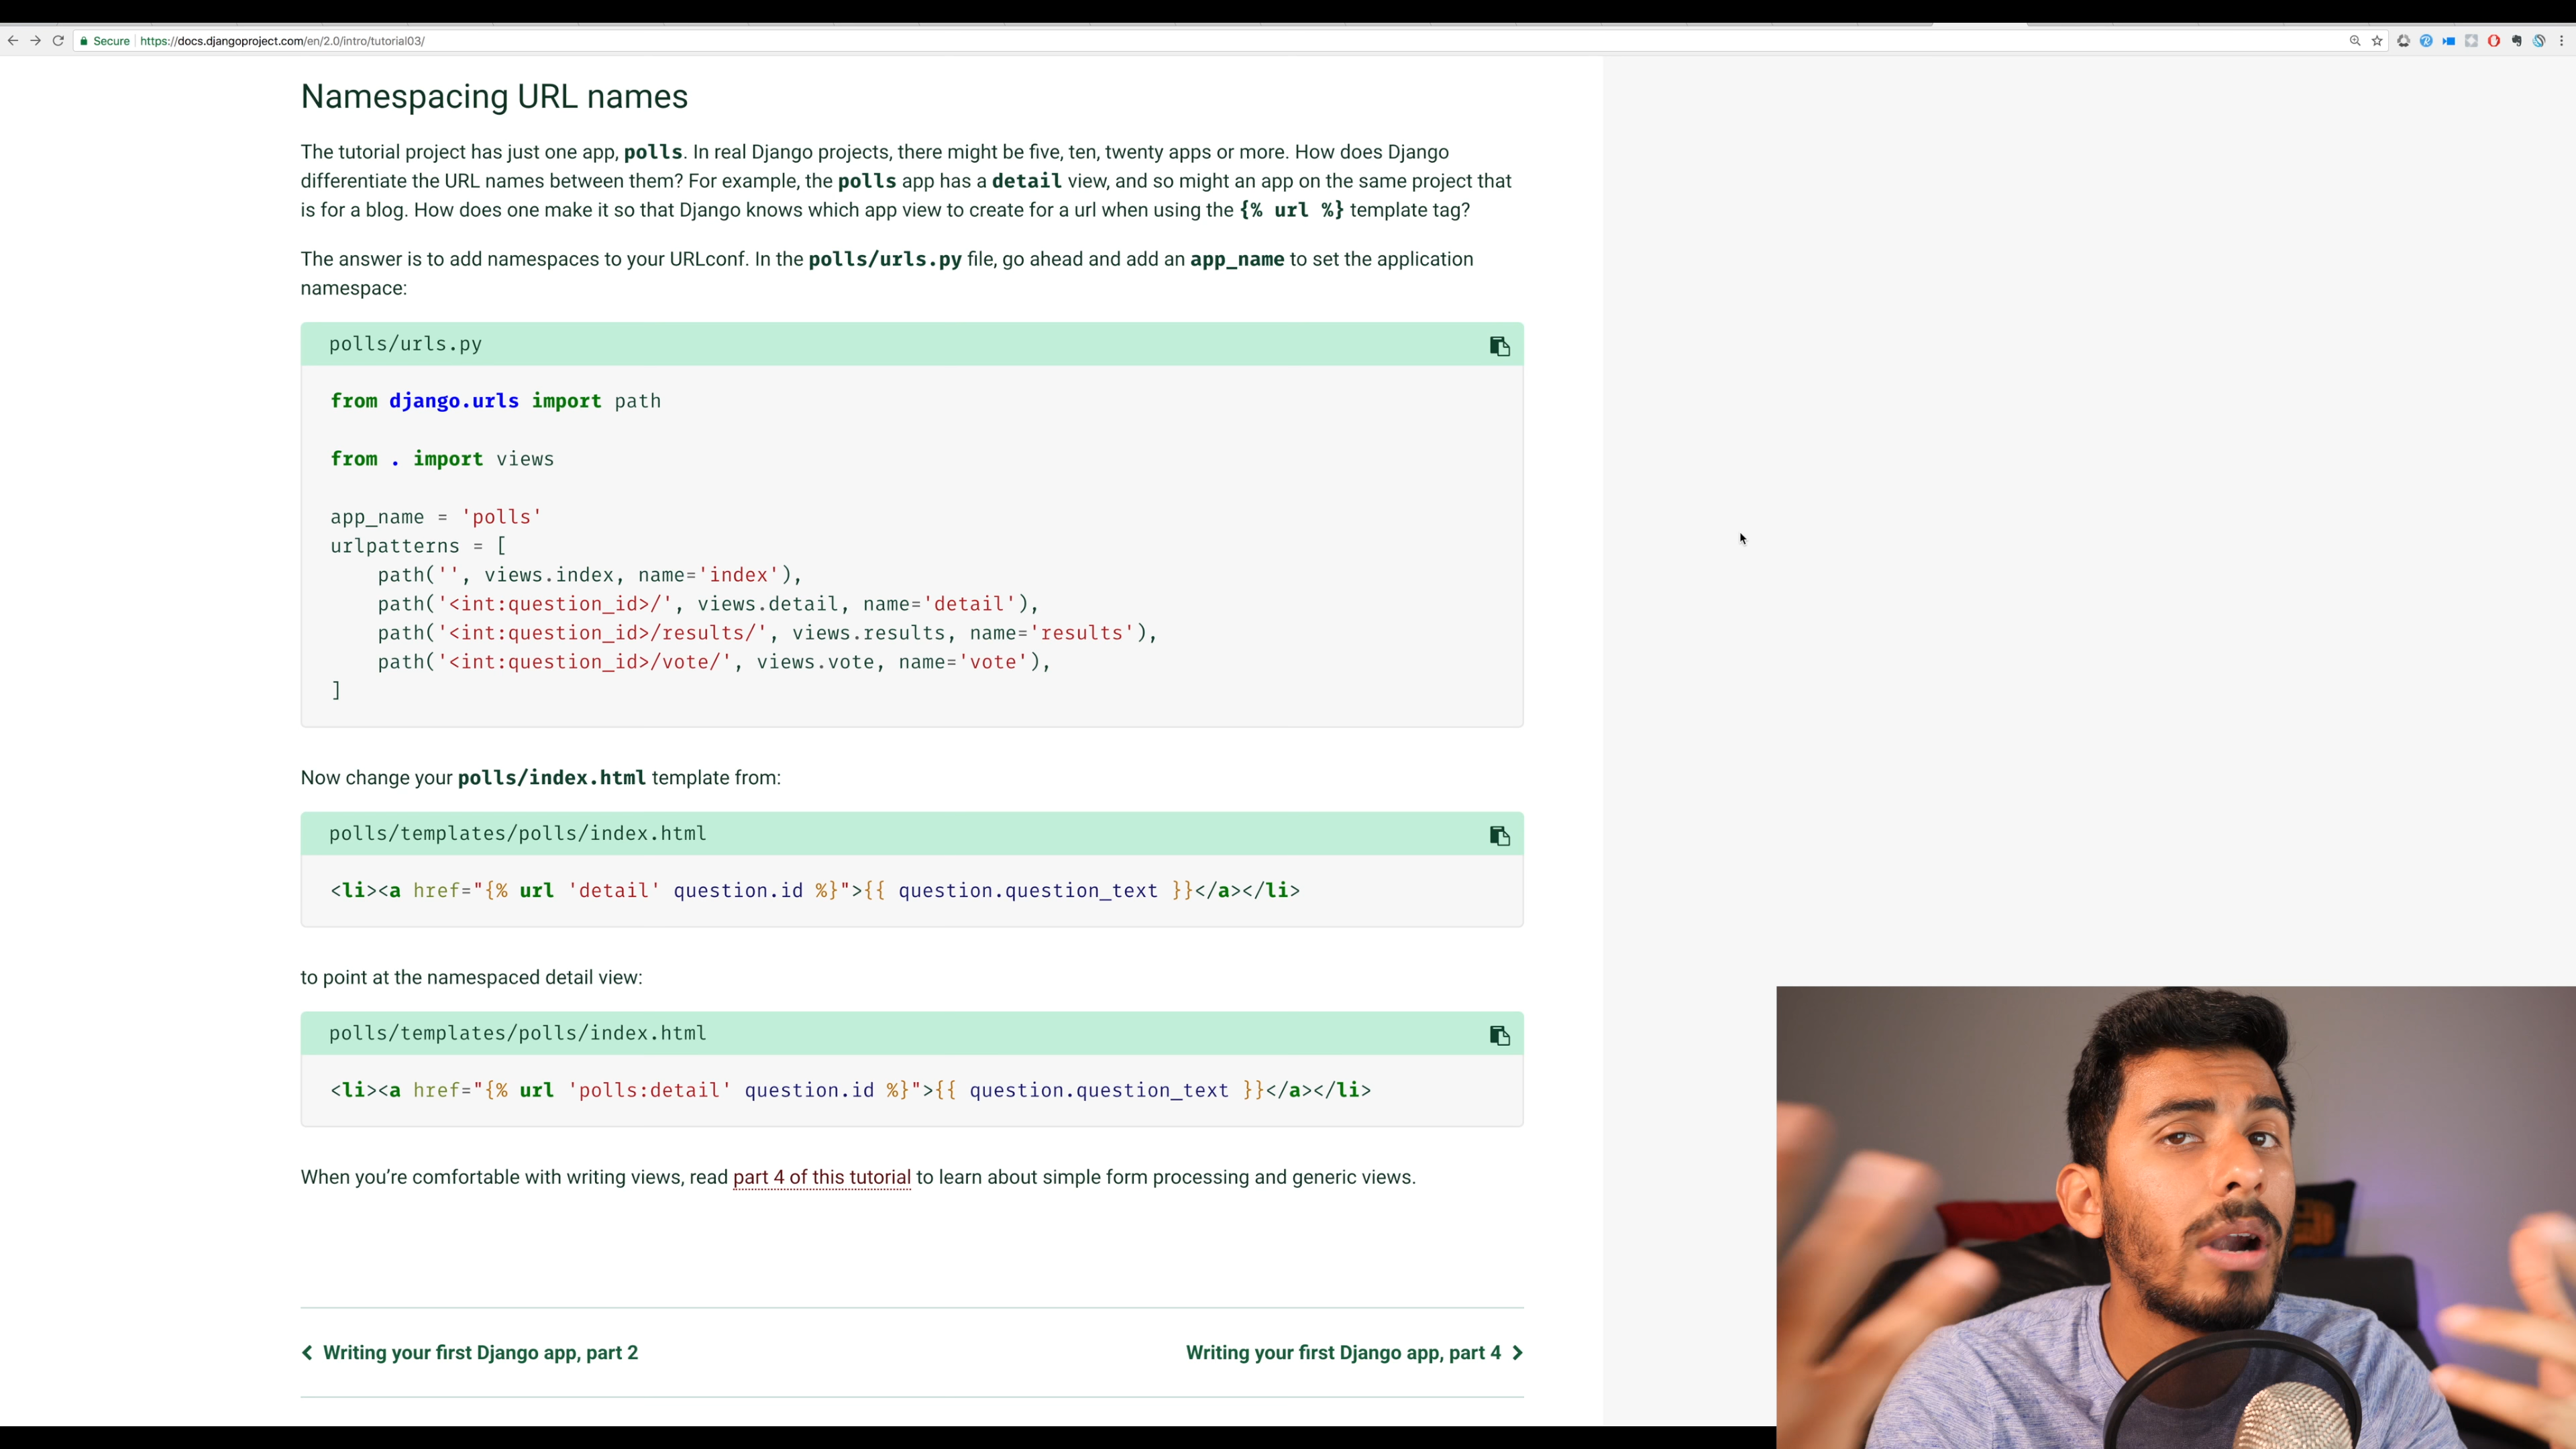 Secure https://docs.djangoproject.com/en/2.0/intro/tutorial03/
Namespacing URL names
The tutorial project has just one app, polls. In real Django projects, there might be five, ten, twenty apps or more. How does Django
differentiate the URL names between them? For example, the polls app has a detail view, and so might an app on the same project that
is for a blog. How does one make it so that Django knows which app view to create for a url when using the {% url %} template tag?
The answer is to add namespaces to your URLconf. In the polls/urls.py file, go ahead and add an app_name to set the application
namespace:
polls/urls.py
from django.urls import path
from . import views
app_name = 'polls'
urlpatterns = [
    path('', views.index, name='index'),
    path('<int:question_id>/', views.detail, name='detail'),
    path('<int:question_id>/results/', views.results, name='results'),
    path('<int:question_id>/vote/', views.vote, name='vote'),
]
Now change your polls/index.html template from:
polls/templates/polls/index.html
<li><a href="{% url 'detail' question.id %}">{{ question.question_text }}</a></li>
to point at the namespaced detail view:
polls/templates/polls/index.html
<li><a href="{% url 'polls:detail' question.id %}">{{ question.question_text }}</a></li>
When you’re comfortable with writing views, read part 4 of this tutorial to learn about simple form processing and generic views.
Writing your first Django app, part 2
Writing your first Django app, part 4